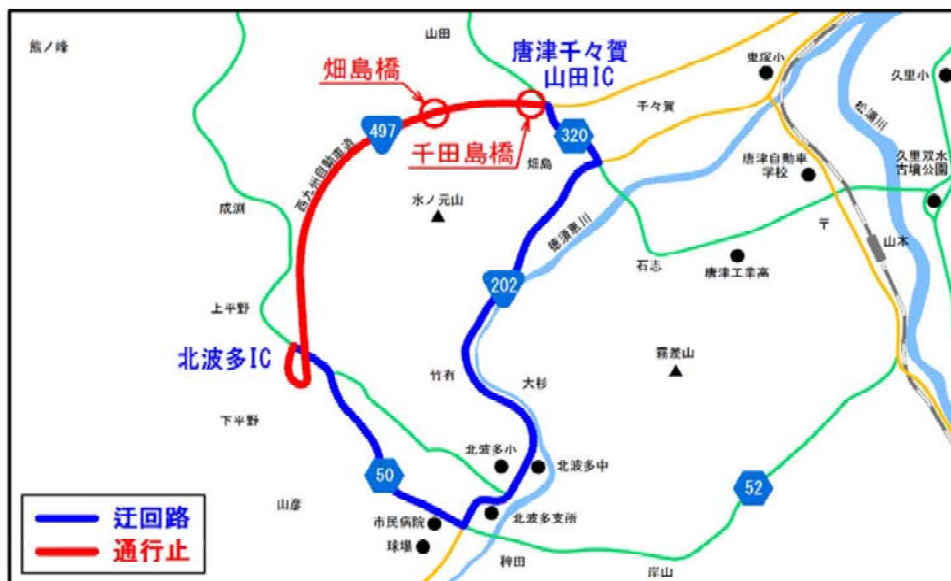 熊ノ峰
山田
唐津千々賀
山田IC
畑島橋
東塚小
久里小
497
千々賀
松浦川
千田島橋
320
畑島
唐津自動車
学校
久里双水
古墳公園
西九州自動車道
水ノ元山
成渕
徳須恵川
〒
山本
石志
唐津工業高
202
上平野
霧差山
北波多IC
竹有
大杉
下平野
北波多小
北波多中
50
52
山彦
市民病院
北波多支所
球場
稗田
岸山
迂回路
通行止